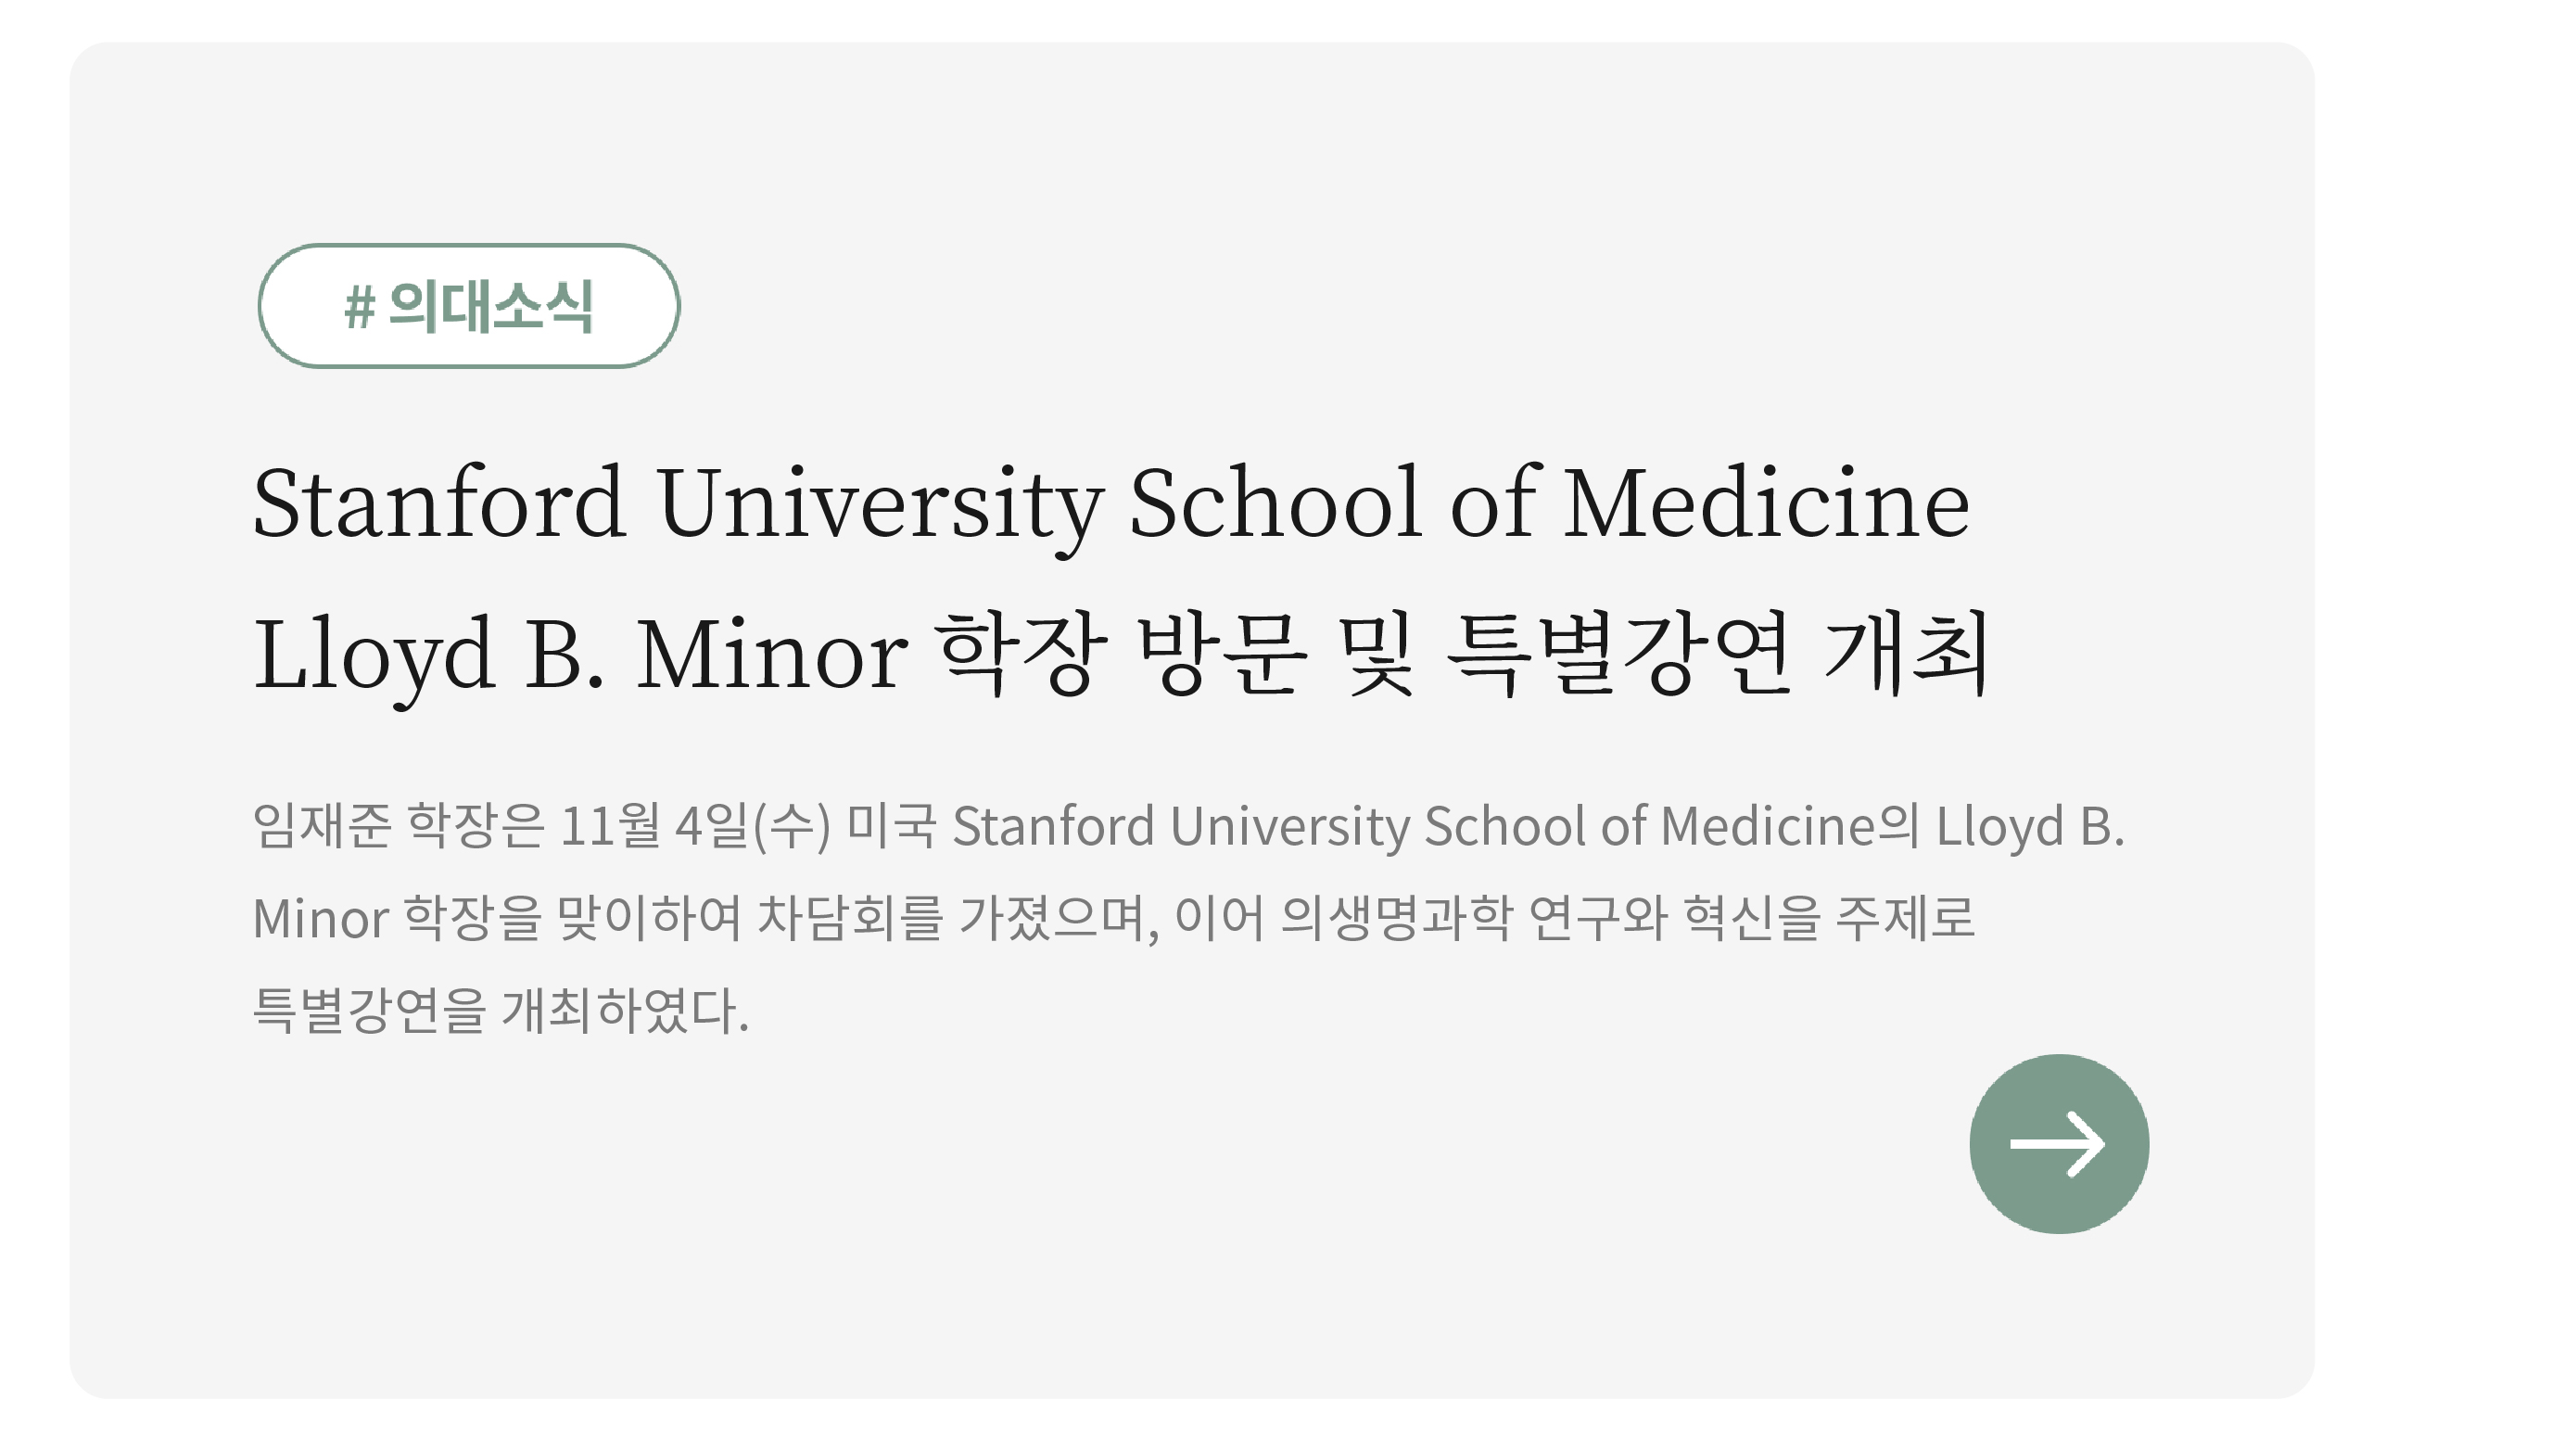 # 의대소식
Stanford University School of Medicine
Lloyd B. Minor 학장 방문 및 특별강연 개최
임재준 학장은 11월 4일(수) 미국 Stanford University School of Medicine의 Lloyd B.
Minor 학장을 맞이하여 차담회를 가졌으며, 이어 의생명과학 연구와 혁신을 주제로
특별강연을 개최하였다.